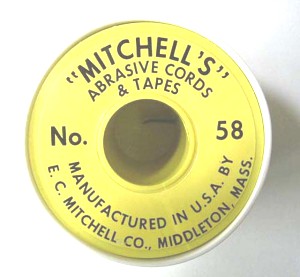 "MITCHELL'S"
ABRASIVE CORDS
& TAPES
No. 58
MANUFACTURED IN U.S.A. BY
E. C. MITCHELL CO., MIDDLETON, MASS.